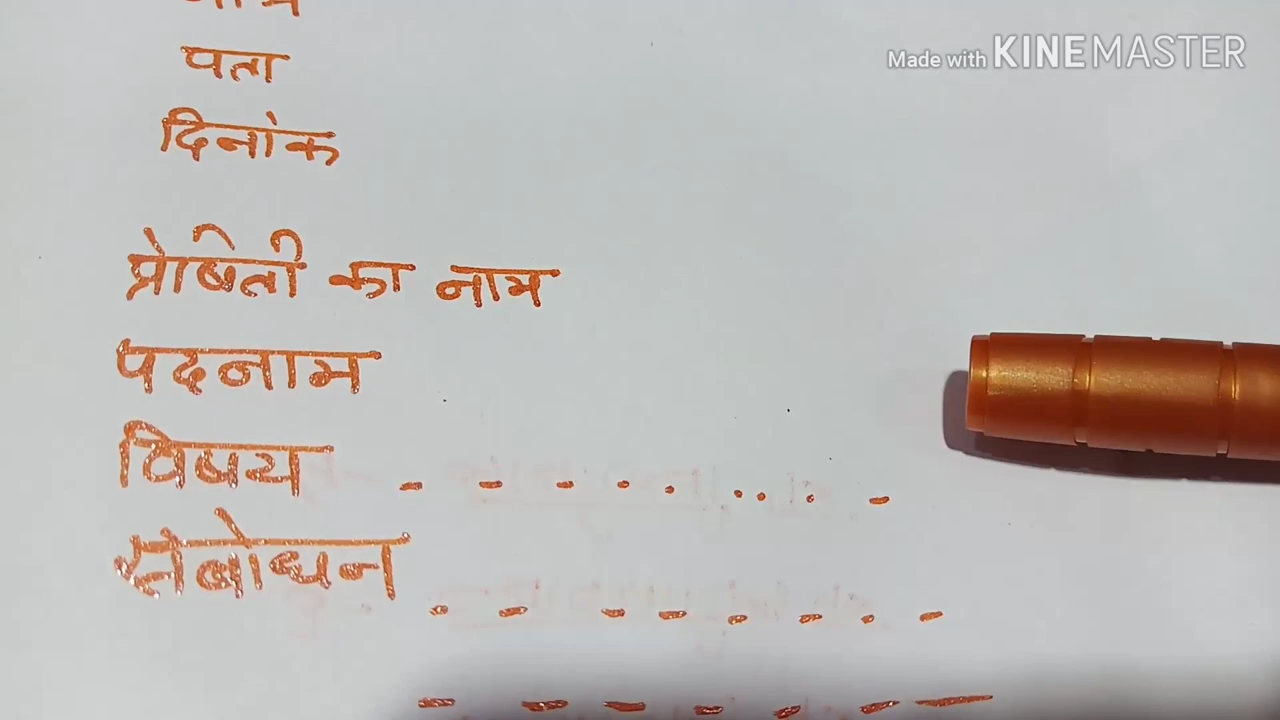 Made with KINEMASTER
पता
दिनांक
प्रेषिती का नाम
पदनाम
विषय - - - - . . . . -
संबोधन - - - - - - - -
- - - - - - -